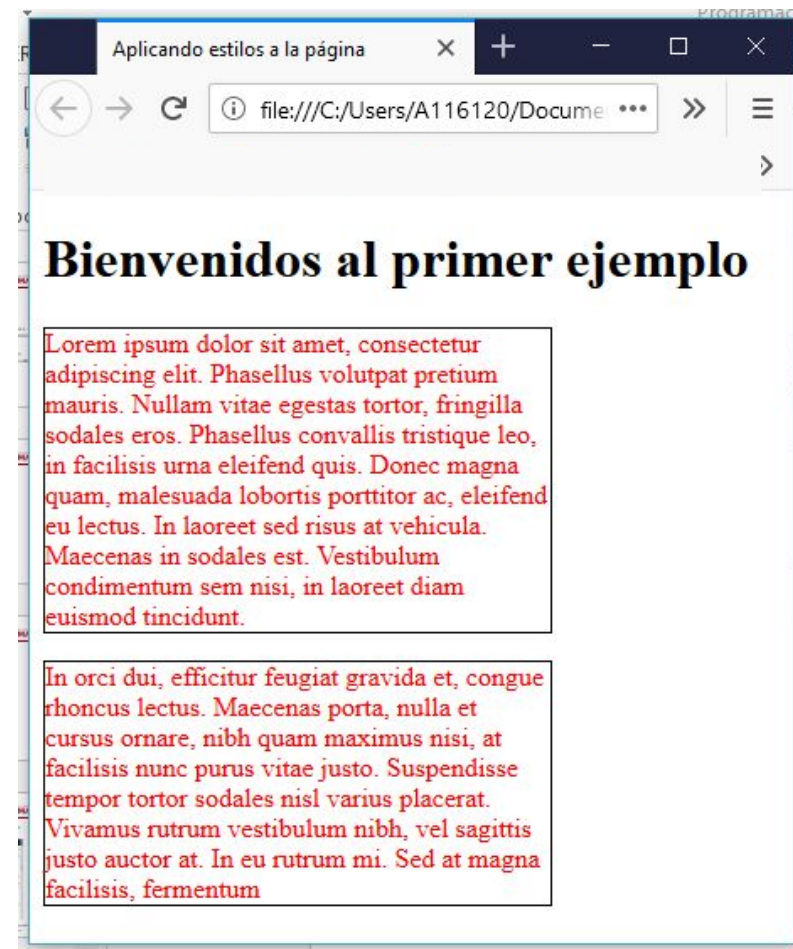 Programac
Aplicando estilos a la página
file:///C:/Users/A116120/Docume
Bienvenidos al primer ejemplo
Lorem ipsum dolor sit amet, consectetur
adipiscing elit. Phasellus volutpat pretium
mauris. Nullam vitae egestas tortor, fringilla
sodales eros. Phasellus convallis tristique leo,
in facilisis urna eleifend quis. Donec magna
quam, malesuada lobortis porttitor ac, eleifend
eu lectus. In laoreet sed risus at vehicula.
Maecenas in sodales est. Vestibulum
condimentum sem nisi, in laoreet diam
euismod tincidunt.
In orci dui, efficitur feugiat gravida et, congue
rhoncus lectus. Maecenas porta, nulla et
cursus ornare, nibh quam maximus nisi, at
facilisis nunc purus vitae justo. Suspendisse
tempor tortor sodales nisl varius placerat.
Vivamus rutrum vestibulum nibh, vel sagittis
justo auctor at. In eu rutrum mi. Sed at magna
facilisis, fermentum